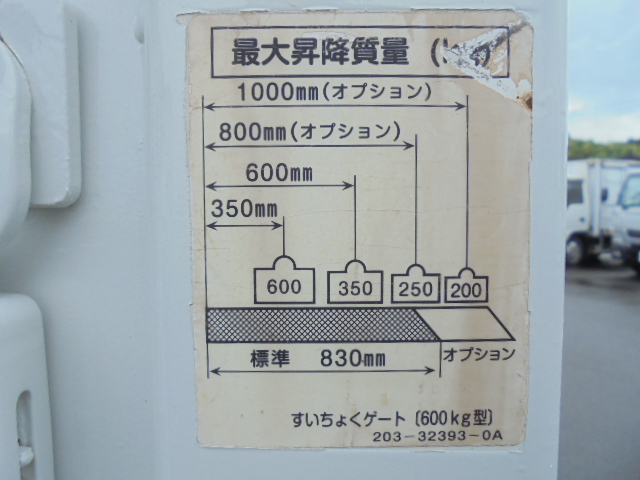 最大昇降質量 (kg)
1000mm(オプション)
800mm(オプション)
600mm
350mm
600 350 250 200
標準 830mm オプション
すいちょくゲート〔600kg型〕
203-32393-0A